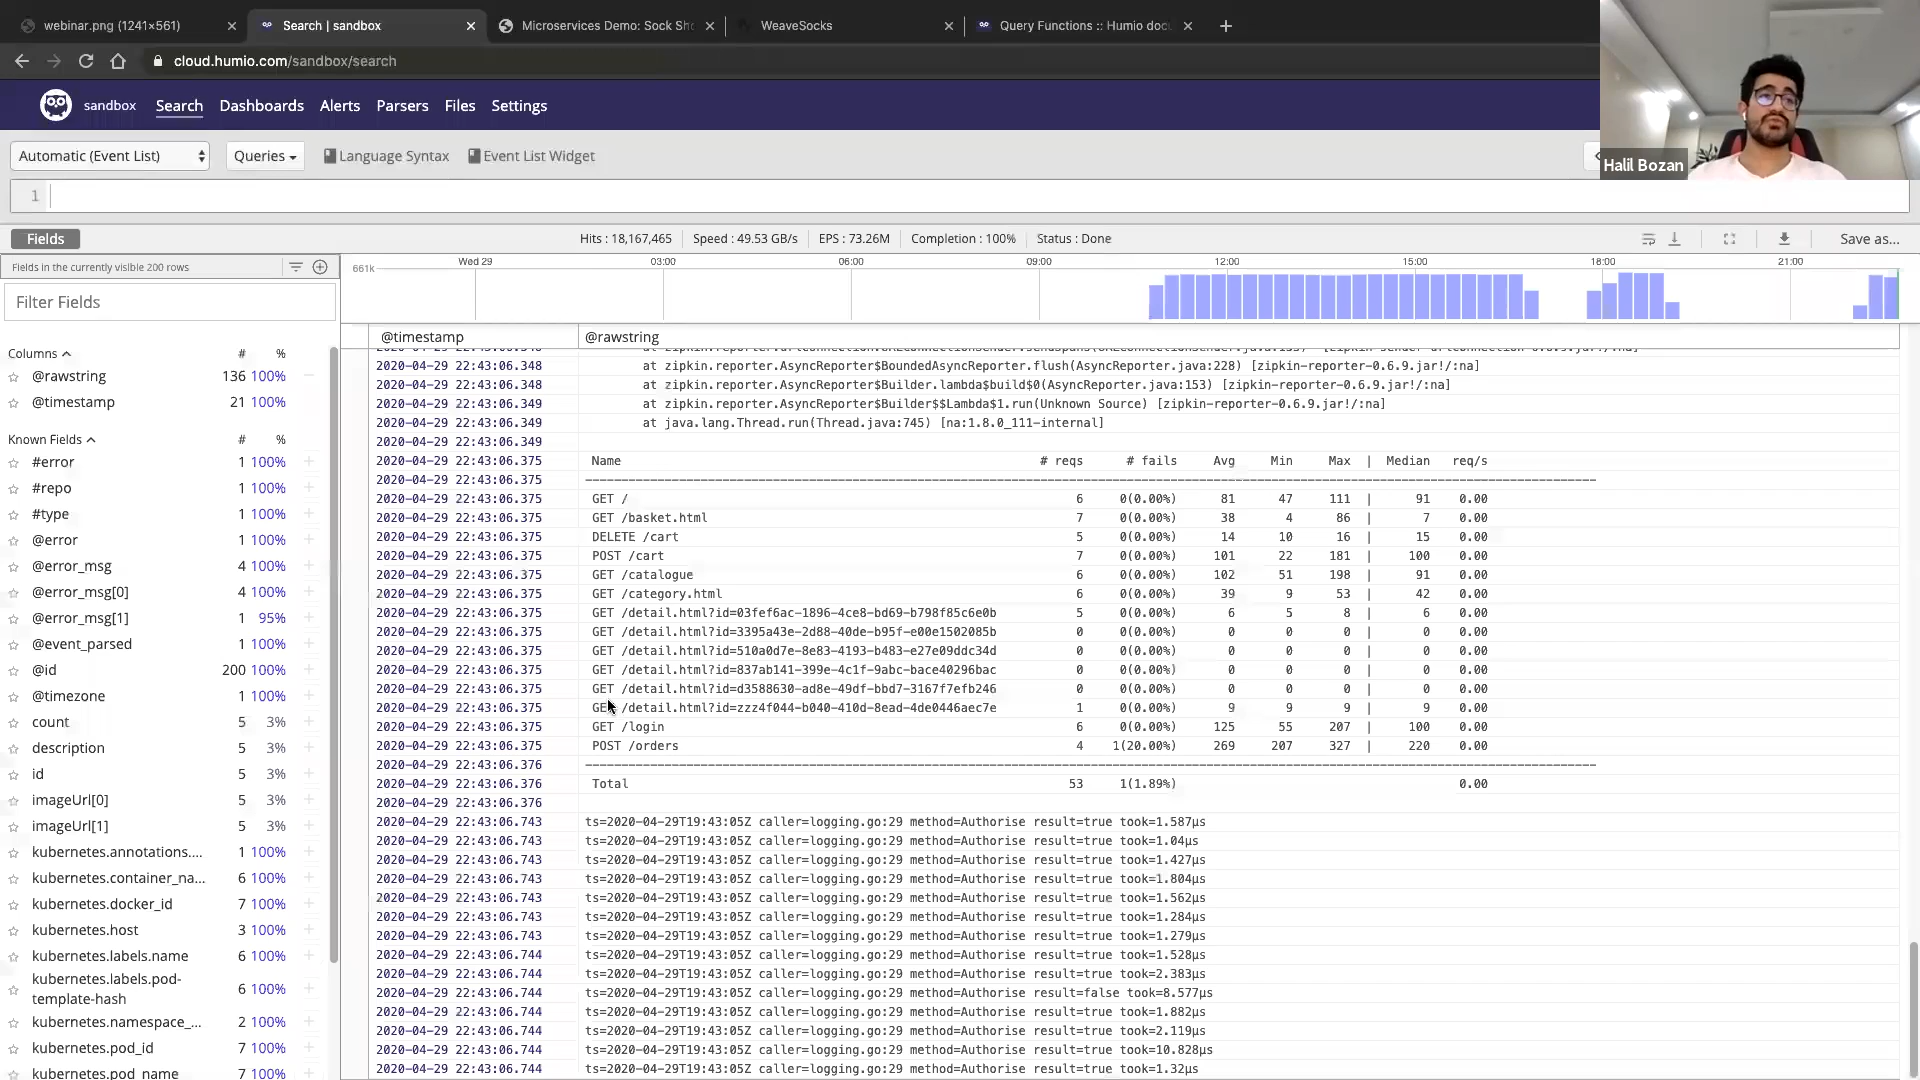 webinar.png (1241×561)
Search | sandbox
Microservices Demo: Sock Sh
WeaveSocks
Query Functions :: Humio doc
cloud.humio.com/sandbox/search
sandbox Search Dashboards Alerts Parsers Files Settings
Halil Bozan
Automatic (Event List) Queries Language Syntax Event List Widget
1
Fields
Hits : 18,167,465 Speed : 49.53 GB/s EPS : 73.26M Completion : 100% Status : Done
Save as...
Fields in the currently visible 200 rows
Filter Fields
661k
Wed 29 03:00 06:00 09:00 12:00 15:00 18:00 21:00
Columns # %
@rawstring 136 100%
@timestamp 21 100%
Known Fields # %
#error 1 100%
#repo 1 100%
#type 1 100%
@error 1 100%
@error_msg 4 100%
@error_msg[0] 4 100%
@error_msg[1] 1 95%
@event_parsed 1 100%
@id 200 100%
@timezone 1 100%
count 5 3%
description 5 3%
id 5 3%
imageUrl[0] 5 3%
imageUrl[1] 5 3%
kubernetes.annotations.... 1 100%
kubernetes.container_na... 6 100%
kubernetes.docker_id 7 100%
kubernetes.host 3 100%
kubernetes.labels.name 6 100%
kubernetes.labels.pod-
template-hash 6 100%
kubernetes.namespace_... 2 100%
kubernetes.pod_id 7 100%
kubernetes.pod_name 7 100%
@timestamp @rawstring
2020-04-29 22:43:06.348 at zipkin.reporter.AsyncReporter$BoundedAsyncReporter.flush(AsyncReporter.java:228) [zipkin-reporter-0.6.9.jar!/:na]
2020-04-29 22:43:06.348 at zipkin.reporter.AsyncReporter$Builder.lambda$build$0(AsyncReporter.java:153) [zipkin-reporter-0.6.9.jar!/:na]
2020-04-29 22:43:06.349 at zipkin.reporter.AsyncReporter$Builder$$Lambda$1.run(Unknown Source) [zipkin-reporter-0.6.9.jar!/:na]
2020-04-29 22:43:06.349 at java.lang.Thread.run(Thread.java:745) [na:1.8.0_111-internal]
2020-04-29 22:43:06.349
2020-04-29 22:43:06.375 Name # reqs # fails Avg Min Max | Median req/s
2020-04-29 22:43:06.375 --------------------------------------------------------------------------------------------------------------------------------------------
2020-04-29 22:43:06.375 GET / 6 0(0.00%) 81 47 111 | 91 0.00
2020-04-29 22:43:06.375 GET /basket.html 7 0(0.00%) 38 4 86 | 7 0.00
2020-04-29 22:43:06.375 DELETE /cart 5 0(0.00%) 14 10 16 | 15 0.00
2020-04-29 22:43:06.375 POST /cart 7 0(0.00%) 101 22 181 | 100 0.00
2020-04-29 22:43:06.375 GET /catalogue 6 0(0.00%) 102 51 198 | 91 0.00
2020-04-29 22:43:06.375 GET /category.html 6 0(0.00%) 39 9 53 | 42 0.00
2020-04-29 22:43:06.375 GET /detail.html?id=03fef6ac-1896-4ce8-bd69-b798f85c6e0b 5 0(0.00%) 6 5 8 | 6 0.00
2020-04-29 22:43:06.375 GET /detail.html?id=3395a43e-2d88-40de-b95f-e00e1502085b 0 0(0.00%) 0 0 0 | 0 0.00
2020-04-29 22:43:06.375 GET /detail.html?id=510a0d7e-8e83-4193-b483-e27e09ddc34d 0 0(0.00%) 0 0 0 | 0 0.00
2020-04-29 22:43:06.375 GET /detail.html?id=837ab141-399e-4c1f-9abc-bace40296bac 0 0(0.00%) 0 0 0 | 0 0.00
2020-04-29 22:43:06.375 GET /detail.html?id=d3588630-ad8e-49df-bbd7-3167f7efb246 0 0(0.00%) 0 0 0 | 0 0.00
2020-04-29 22:43:06.375 GET /detail.html?id=zzz4f044-b040-410d-8ead-4de0446aec7e 1 0(0.00%) 9 9 9 | 9 0.00
2020-04-29 22:43:06.375 GET /login 6 0(0.00%) 125 55 207 | 100 0.00
2020-04-29 22:43:06.375 POST /orders 4 1(20.00%) 269 207 327 | 220 0.00
2020-04-29 22:43:06.376 --------------------------------------------------------------------------------------------------------------------------------------------
2020-04-29 22:43:06.376 Total 53 1(1.89%) 0.00
2020-04-29 22:43:06.376
2020-04-29 22:43:06.743 ts=2020-04-29T19:43:05Z caller=logging.go:29 method=Authorise result=true took=1.587µs
2020-04-29 22:43:06.743 ts=2020-04-29T19:43:05Z caller=logging.go:29 method=Authorise result=true took=1.04µs
2020-04-29 22:43:06.743 ts=2020-04-29T19:43:05Z caller=logging.go:29 method=Authorise result=true took=1.427µs
2020-04-29 22:43:06.743 ts=2020-04-29T19:43:05Z caller=logging.go:29 method=Authorise result=true took=1.804µs
2020-04-29 22:43:06.743 ts=2020-04-29T19:43:05Z caller=logging.go:29 method=Authorise result=true took=1.562µs
2020-04-29 22:43:06.743 ts=2020-04-29T19:43:05Z caller=logging.go:29 method=Authorise result=true took=1.284µs
2020-04-29 22:43:06.743 ts=2020-04-29T19:43:05Z caller=logging.go:29 method=Authorise result=true took=1.279µs
2020-04-29 22:43:06.744 ts=2020-04-29T19:43:05Z caller=logging.go:29 method=Authorise result=true took=1.528µs
2020-04-29 22:43:06.744 ts=2020-04-29T19:43:05Z caller=logging.go:29 method=Authorise result=true took=2.383µs
2020-04-29 22:43:06.744 ts=2020-04-29T19:43:05Z caller=logging.go:29 method=Authorise result=false took=8.577µs
2020-04-29 22:43:06.744 ts=2020-04-29T19:43:05Z caller=logging.go:29 method=Authorise result=true took=1.882µs
2020-04-29 22:43:06.744 ts=2020-04-29T19:43:05Z caller=logging.go:29 method=Authorise result=true took=2.119µs
2020-04-29 22:43:06.744 ts=2020-04-29T19:43:05Z caller=logging.go:29 method=Authorise result=true took=10.828µs
2020-04-29 22:43:06.744 ts=2020-04-29T19:43:05Z caller=logging.go:29 method=Authorise result=true took=1.32µs